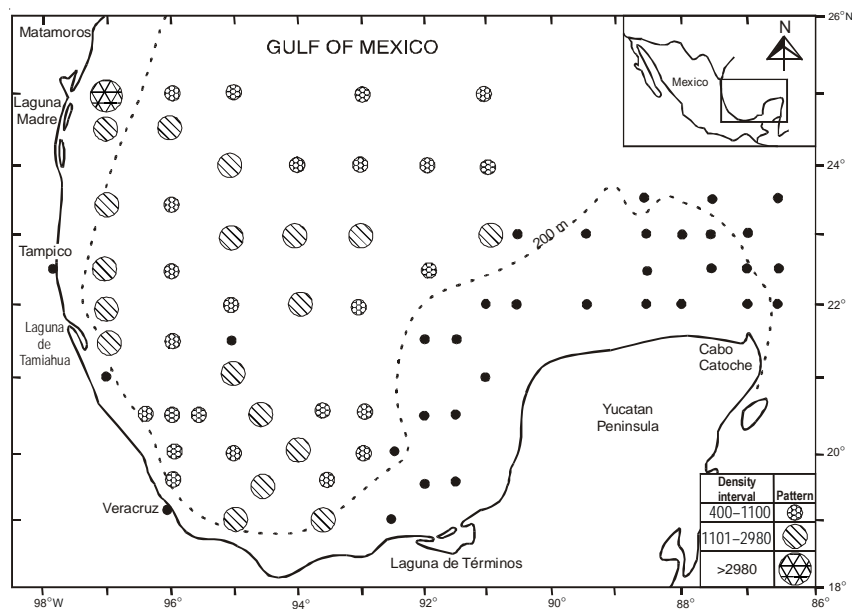 26°N
Matamoros
GULF OF MEXICO
N
Mexico
Laguna
Madre
24°
200 m
Tampico
22°
Laguna
de
Tamiahua
Cabo
Catoche
Yucatan
Peninsula
20°
Veracruz
Laguna de Términos
Density
interval
Pattern
400–1100
1101–2980
>2980
18°
98°W
96°
94°
92°
90°
88°
86°